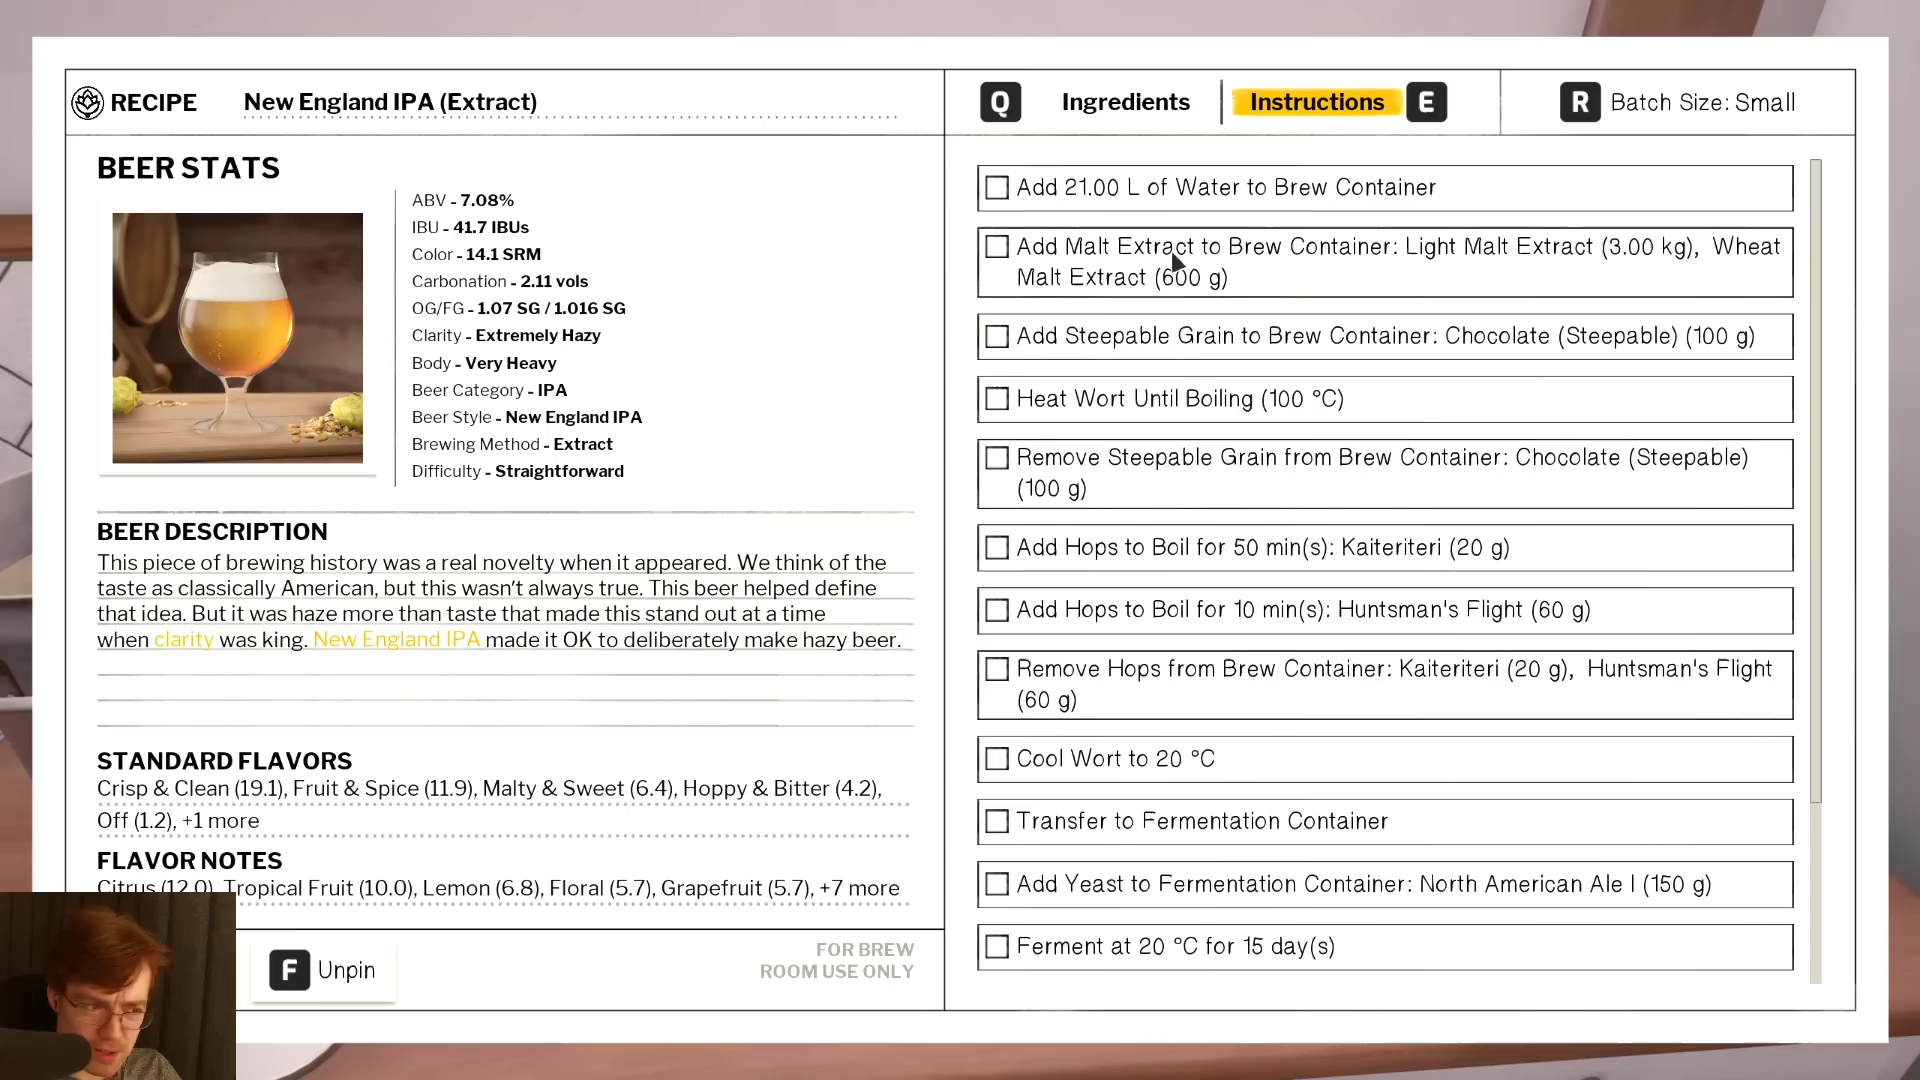 RECIPE New England IPA (Extract)
BEER STATS
ABV - 7.08%
IBU - 41.7 IBUs
Color - 14.1 SRM
Carbonation - 2.11 vols
OG/FG - 1.07 SG / 1.016 SG
Clarity - Extremely Hazy
Body - Very Heavy
Beer Category - IPA
Beer Style - New England IPA
Brewing Method - Extract
Difficulty - Straightforward
BEER DESCRIPTION
This piece of brewing history was a real novelty when it appeared. We think of the
taste as classically American, but this wasn't always true. This beer helped define
that idea. But it was haze more than taste that made this stand out at a time
when clarity was king. New England IPA made it OK to deliberately make hazy beer.
STANDARD FLAVORS
Crisp & Clean (19.1), Fruit & Spice (11.9), Malty & Sweet (6.4), Hoppy & Bitter (4.2),
Off (1.2), +1 more
FLAVOR NOTES
Citrus (12.0), Tropical Fruit (10.0), Lemon (6.8), Floral (5.7), Grapefruit (5.7), +7 more
F Unpin
FOR BREW
ROOM USE ONLY
Q Ingredients Instructions E R Batch Size: Small
Add 21.00 L of Water to Brew Container
Add Malt Extract to Brew Container: Light Malt Extract (3.00 kg), Wheat
Malt Extract (600 g)
Add Steepable Grain to Brew Container: Chocolate (Steepable) (100 g)
Heat Wort Until Boiling (100 °C)
Remove Steepable Grain from Brew Container: Chocolate (Steepable)
(100 g)
Add Hops to Boil for 50 min(s): Kaiteriteri (20 g)
Add Hops to Boil for 10 min(s): Huntsman's Flight (60 g)
Remove Hops from Brew Container: Kaiteriteri (20 g), Huntsman's Flight
(60 g)
Cool Wort to 20 °C
Transfer to Fermentation Container
Add Yeast to Fermentation Container: North American Ale I (150 g)
Ferment at 20 °C for 15 day(s)